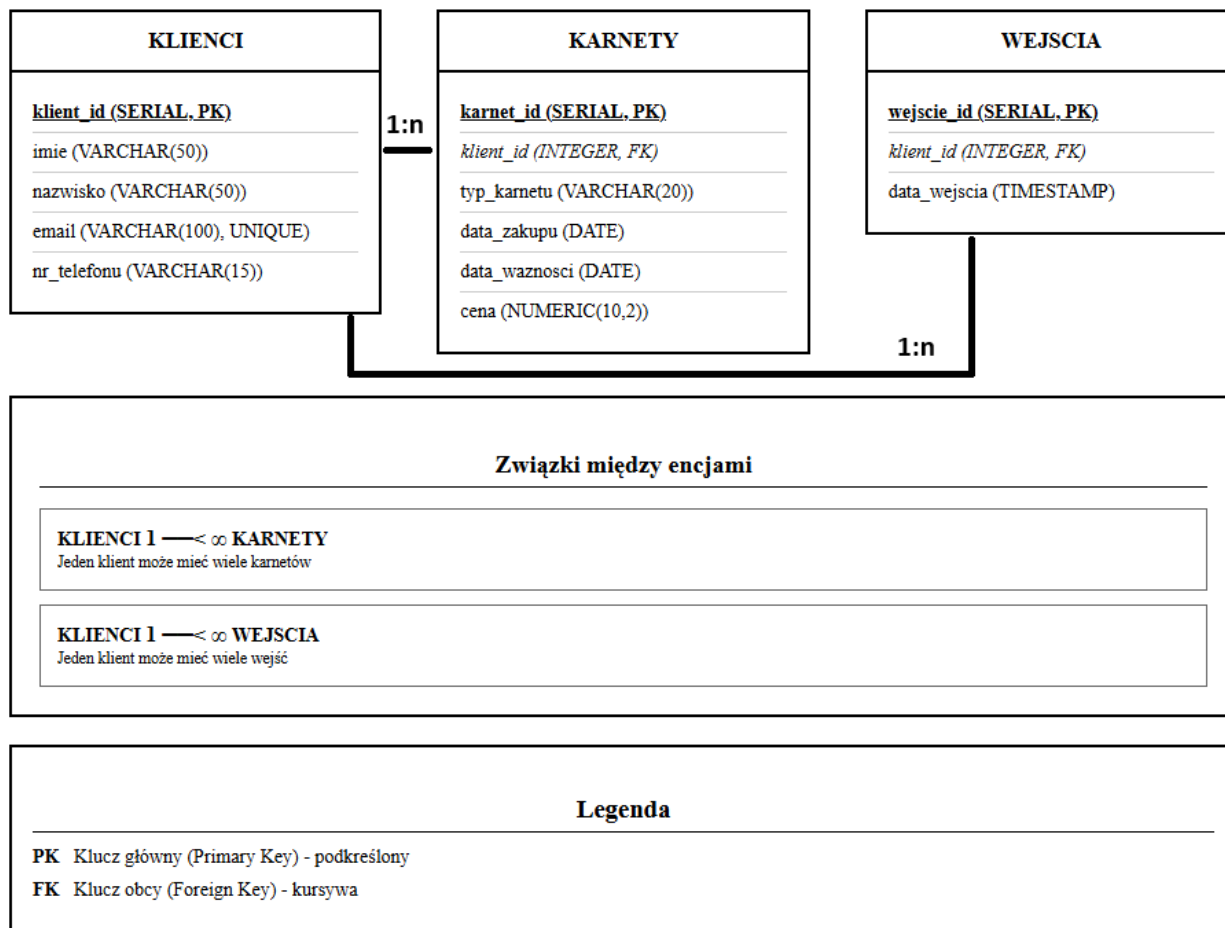 KLIENCI
klient_id (SERIAL, PK)
imie (VARCHAR(50))
nazwisko (VARCHAR(50))
email (VARCHAR(100), UNIQUE)
nr_telefonu (VARCHAR(15))
1:n
KARNETY
karnet_id (SERIAL, PK)
klient_id (INTEGER, FK)
typ_karnetu (VARCHAR(20))
data_zakupu (DATE)
data_waznosci (DATE)
cena (NUMERIC(10,2))
WEJSCIA
wejscie_id (SERIAL, PK)
klient_id (INTEGER, FK)
data_wejscia (TIMESTAMP)
1:n
Związki między encjami
KLIENCI 1 ──< ∞ KARNETY
Jeden klient może mieć wiele karnetów
KLIENCI 1 ──< ∞ WEJSCIA
Jeden klient może mieć wiele wejść
Legenda
PK Klucz główny (Primary Key) - podkreślony
FK Klucz obcy (Foreign Key) - kursywa